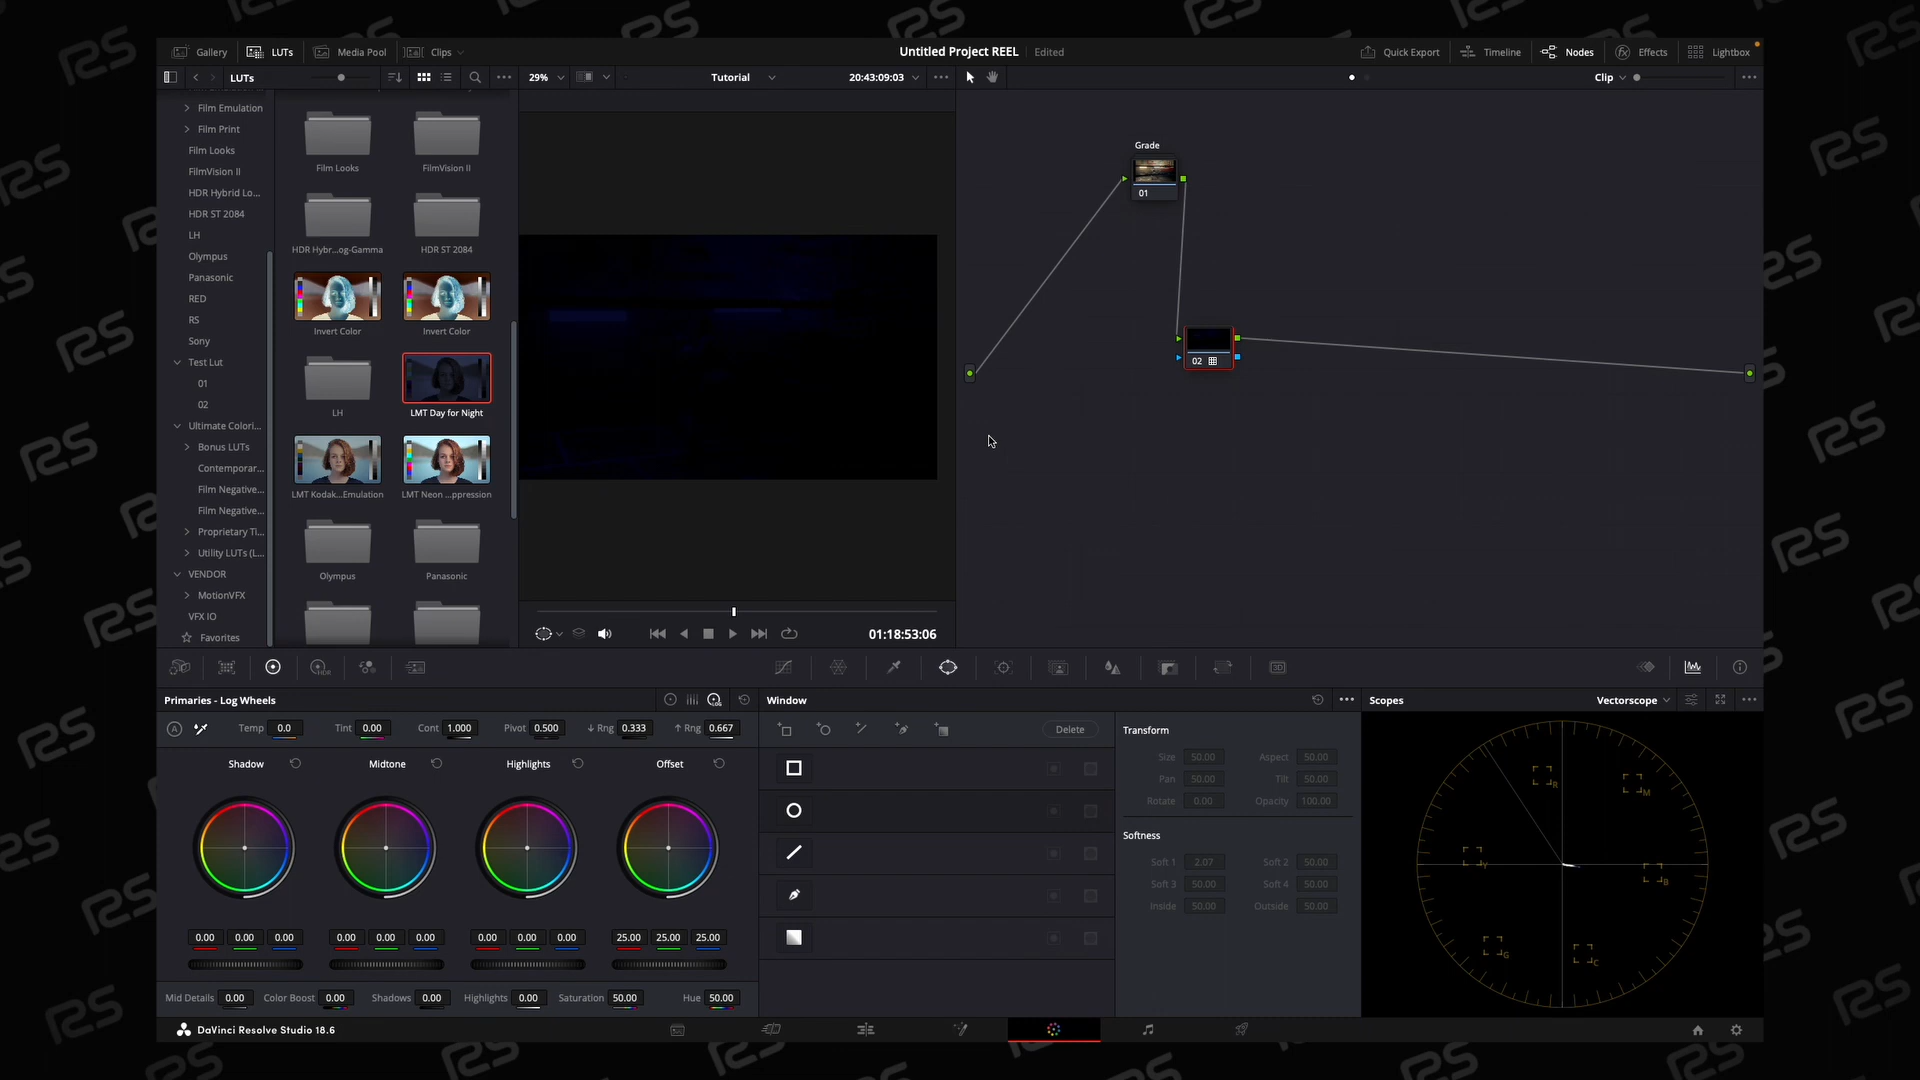 Gallery
LUTs
Media Pool
Clips
Untitled Project REEL
Edited
Quick Export
Timeline
Nodes
Effects
Lightbox
LUTs
29%
Tutorial
20:43:09:03
Clip
Film Emulation
Film Print
Film Looks
FilmVision II
HDR Hybrid Lo...
HDR ST 2084
LH
Olympus
Panasonic
RED
RS
Sony
Test Lut
01
02
Ultimate Colori...
Bonus LUTs
Contemporar...
Film Negative...
Film Negative...
Proprietary Ti...
Utility LUTs (L...
VENDOR
MotionVFX
VFX IO
Favorites
Film Looks
FilmVision II
HDR Hybr...og-Gamma
HDR ST 2084
Invert Color
Invert Color
LH
LMT Day for Night
LMT Kodak...Emulation
LMT Neon ...ppression
Olympus
Panasonic
Grade
01
02
01:18:53:06
Primaries - Log Wheels
Window
Scopes
Vectorscope
Temp 0.0
Tint 0.00
Cont 1.000
Pivot 0.500
↓ Rng 0.333
↑ Rng 0.667
Shadow
Midtone
Highlights
Offset
0.00 0.00 0.00
0.00 0.00 0.00
0.00 0.00 0.00
25.00 25.00 25.00
Mid Details 0.00
Color Boost 0.00
Shadows 0.00
Highlights 0.00
Saturation 50.00
Hue 50.00
Delete
Transform
Size 50.00
Aspect 50.00
Pan 50.00
Tilt 50.00
Rotate 0.00
Opacity 100.00
Softness
Soft 1 2.07
Soft 2 50.00
Soft 3 50.00
Soft 4 50.00
Inside 50.00
Outside 50.00
R
M
Y
B
G
C
DaVinci Resolve Studio 18.6